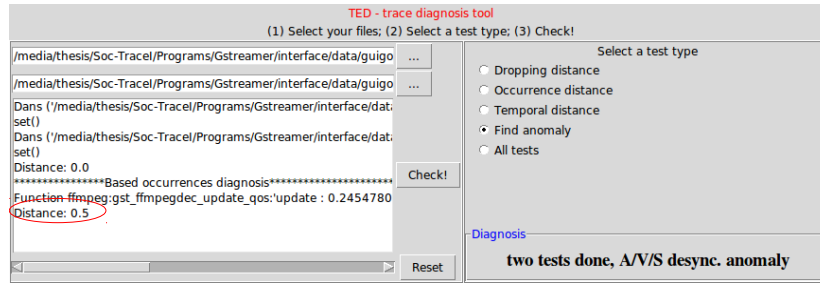 TED - trace diagnosis tool
(1) Select your files; (2) Select a test type; (3) Check!
/media/thesis/Soc-TraceI/Programs/Gstreamer/interface/data/guigo
...
/media/thesis/Soc-TraceI/Programs/Gstreamer/interface/data/guigo
...
Dans ('/media/thesis/Soc-TraceI/Programs/Gstreamer/interface/data
set()
Dans ('/media/thesis/Soc-TraceI/Programs/Gstreamer/interface/data
set()
Distance: 0.0
****************Based occurrences diagnosis**********************
Function ffmpeg:gst_ffmpegdec_update_qos:'update : 0.2454780
Distance: 0.5
Check!
Reset
Select a test type
Dropping distance
Occurrence distance
Temporal distance
Find anomaly
All tests
Diagnosis
two tests done, A/V/S desync. anomaly